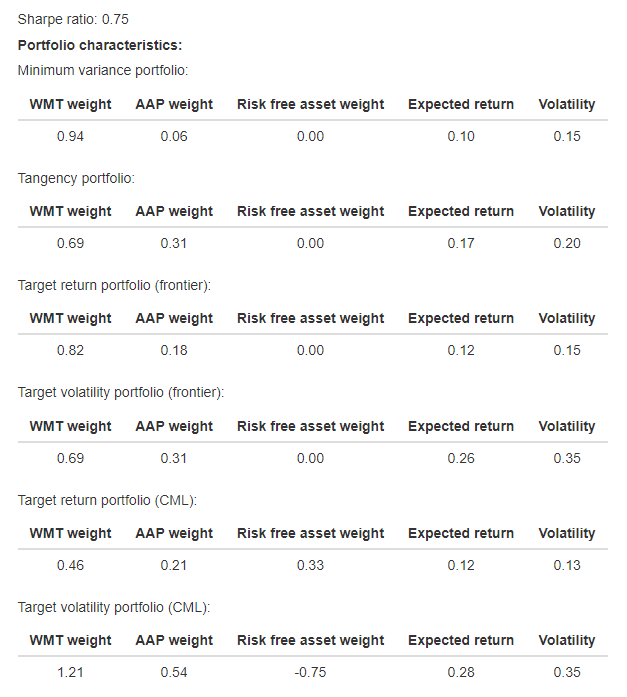 Sharpe ratio: 0.75
Portfolio characteristics:
Minimum variance portfolio:
WMT weight AAP weight Risk free asset weight Expected return Volatility
0.94 0.06 0.00 0.10 0.15
Tangency portfolio:
WMT weight AAP weight Risk free asset weight Expected return Volatility
0.69 0.31 0.00 0.17 0.20
Target return portfolio (frontier):
WMT weight AAP weight Risk free asset weight Expected return Volatility
0.82 0.18 0.00 0.12 0.15
Target volatility portfolio (frontier):
WMT weight AAP weight Risk free asset weight Expected return Volatility
0.69 0.31 0.00 0.26 0.35
Target return portfolio (CML):
WMT weight AAP weight Risk free asset weight Expected return Volatility
0.46 0.21 0.33 0.12 0.13
Target volatility portfolio (CML):
WMT weight AAP weight Risk free asset weight Expected return Volatility
1.21 0.54 -0.75 0.28 0.35